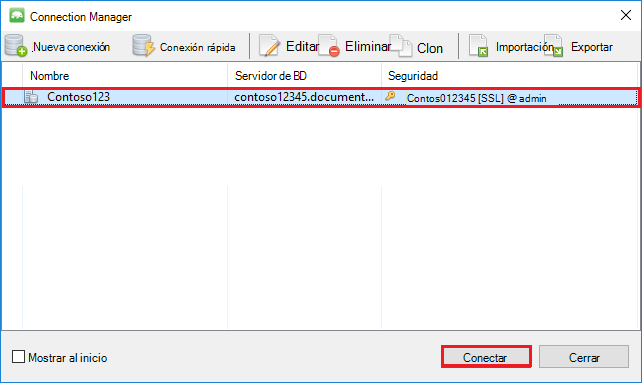 Connection Manager
Nueva conexión Conexión rápida Editar Eliminar Clon Importación Exportar
Nombre Servidor de BD Seguridad
Contoso123 contoso12345.document... Contos012345 [SSL] @ admin
Mostrar al inicio Conectar Cerrar